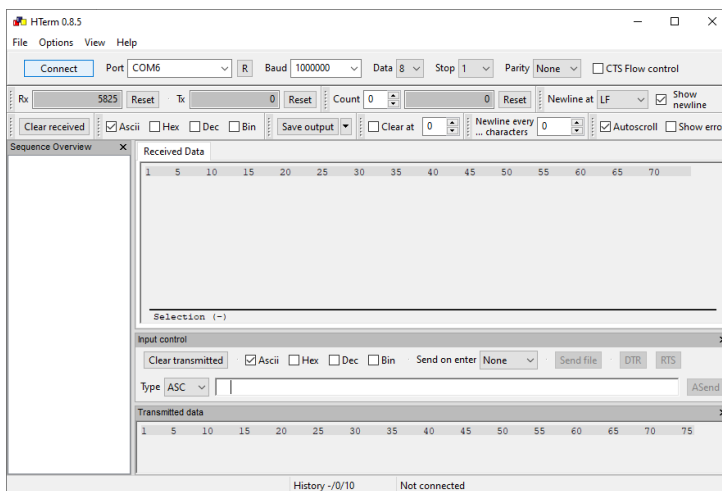 HTerm 0.8.5
File Options View Help
Connect Port COM6 R Baud 1000000 Data 8 Stop 1 Parity None CTS Flow control
Rx 5825 Reset Tx 0 Reset Count 0 0 Reset Newline at LF Show newline
Clear received Ascii Hex Dec Bin Save output Clear at 0 Newline every ... characters 0 Autoscroll Show erro
Sequence Overview X Received Data
1 5 10 15 20 25 30 35 40 45 50 55 60 65 70
Selection (-)
Input control
Clear transmitted Ascii Hex Dec Bin Send on enter None Send file DTR RTS
Type ASC ASend
Transmitted data
1 5 10 15 20 25 30 35 40 45 50 55 60 65 70 75
History -/0/10 Not connected